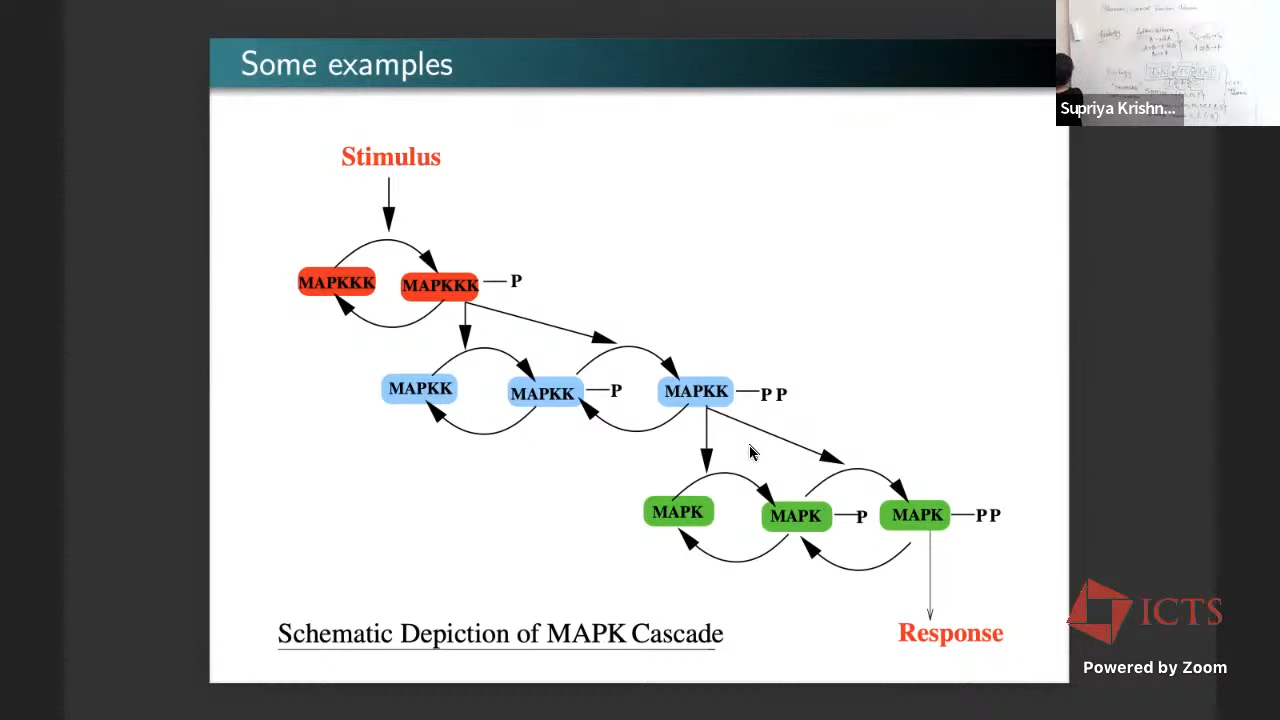 Some examples
Supriya Krishn...
Stimulus
MAPKKK MAPKKK P
MAPKK MAPKK P MAPKK P P
MAPK MAPK P MAPK P P
Schematic Depiction of MAPK Cascade
Response
ICTS
Powered by Zoom